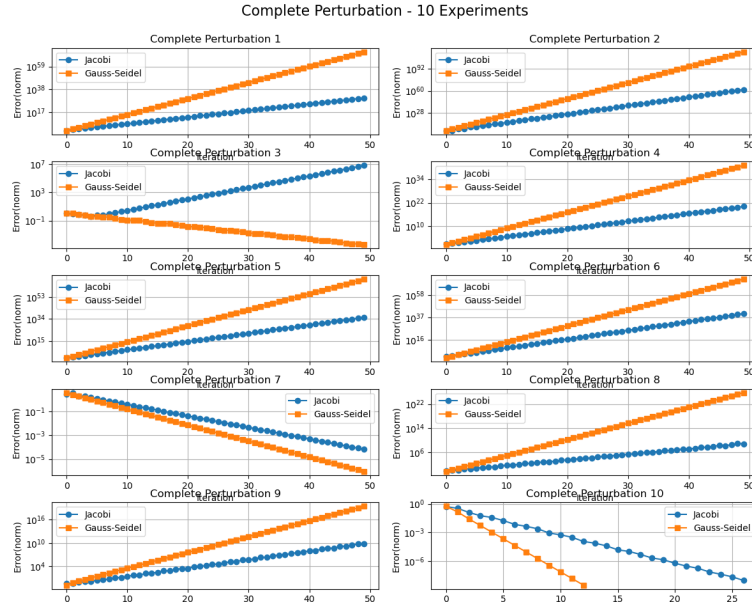 Complete Perturbation - 10 Experiments
Complete Perturbation 1
Error(norm)
10^59
10^38
10^17
Jacobi
Gauss-Seidel
0 10 20 30 40 50
Iteration
Complete Perturbation 2
Error(norm)
10^92
10^60
10^28
Jacobi
Gauss-Seidel
0 10 20 30 40 50
Iteration
Complete Perturbation 3
Error(norm)
10^7
10^3
10^-1
Jacobi
Gauss-Seidel
0 10 20 30 40 50
Iteration
Complete Perturbation 4
Error(norm)
10^34
10^22
10^10
Jacobi
Gauss-Seidel
0 10 20 30 40 50
Iteration
Complete Perturbation 5
Error(norm)
10^53
10^34
10^15
Jacobi
Gauss-Seidel
0 10 20 30 40 50
Iteration
Complete Perturbation 6
Error(norm)
10^58
10^37
10^16
Jacobi
Gauss-Seidel
0 10 20 30 40 50
Iteration
Complete Perturbation 7
Error(norm)
10^-1
10^-3
10^-5
Jacobi
Gauss-Seidel
0 10 20 30 40 50
Iteration
Complete Perturbation 8
Error(norm)
10^22
10^14
10^6
Jacobi
Gauss-Seidel
0 10 20 30 40 50
Iteration
Complete Perturbation 9
Error(norm)
10^16
10^10
10^4
Jacobi
Gauss-Seidel
0 10 20 30 40 50
Complete Perturbation 10
Error(norm)
10^0
10^-3
10^-6
Jacobi
Gauss-Seidel
0 5 10 15 20 25